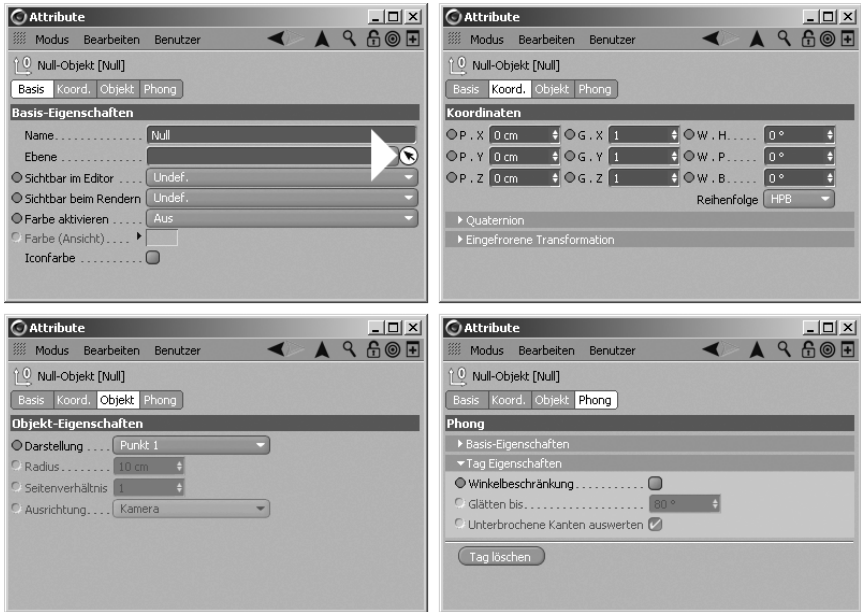 Attribute
Modus Bearbeiten Benutzer
Null-Objekt [Null]
Basis Koord. Objekt Phong
Basis-Eigenschaften
Name Null
Ebene
Sichtbar im Editor Undef.
Sichtbar beim Rendern Undef.
Farbe aktivieren Aus
Farbe (Ansicht)
Iconfarbe
Attribute
Modus Bearbeiten Benutzer
Null-Objekt [Null]
Basis Koord. Objekt Phong
Koordinaten
P . X 0 cm G . X 1 W . H 0 °
P . Y 0 cm G . Y 1 W . P 0 °
P . Z 0 cm G . Z 1 W . B 0 °
Reihenfolge HPB
Quaternion
Eingefrorene Transformation
Attribute
Modus Bearbeiten Benutzer
Null-Objekt [Null]
Basis Koord. Objekt Phong
Objekt-Eigenschaften
Darstellung Punkt 1
Radius 10 cm
Seitenverhältnis 1
Ausrichtung Kamera
Attribute
Modus Bearbeiten Benutzer
Null-Objekt [Null]
Basis Koord. Objekt Phong
Phong
Basis-Eigenschaften
Tag Eigenschaften
Winkelbeschränkung
Glätten bis 80 °
Unterbrochene Kanten auswerten
Tag löschen